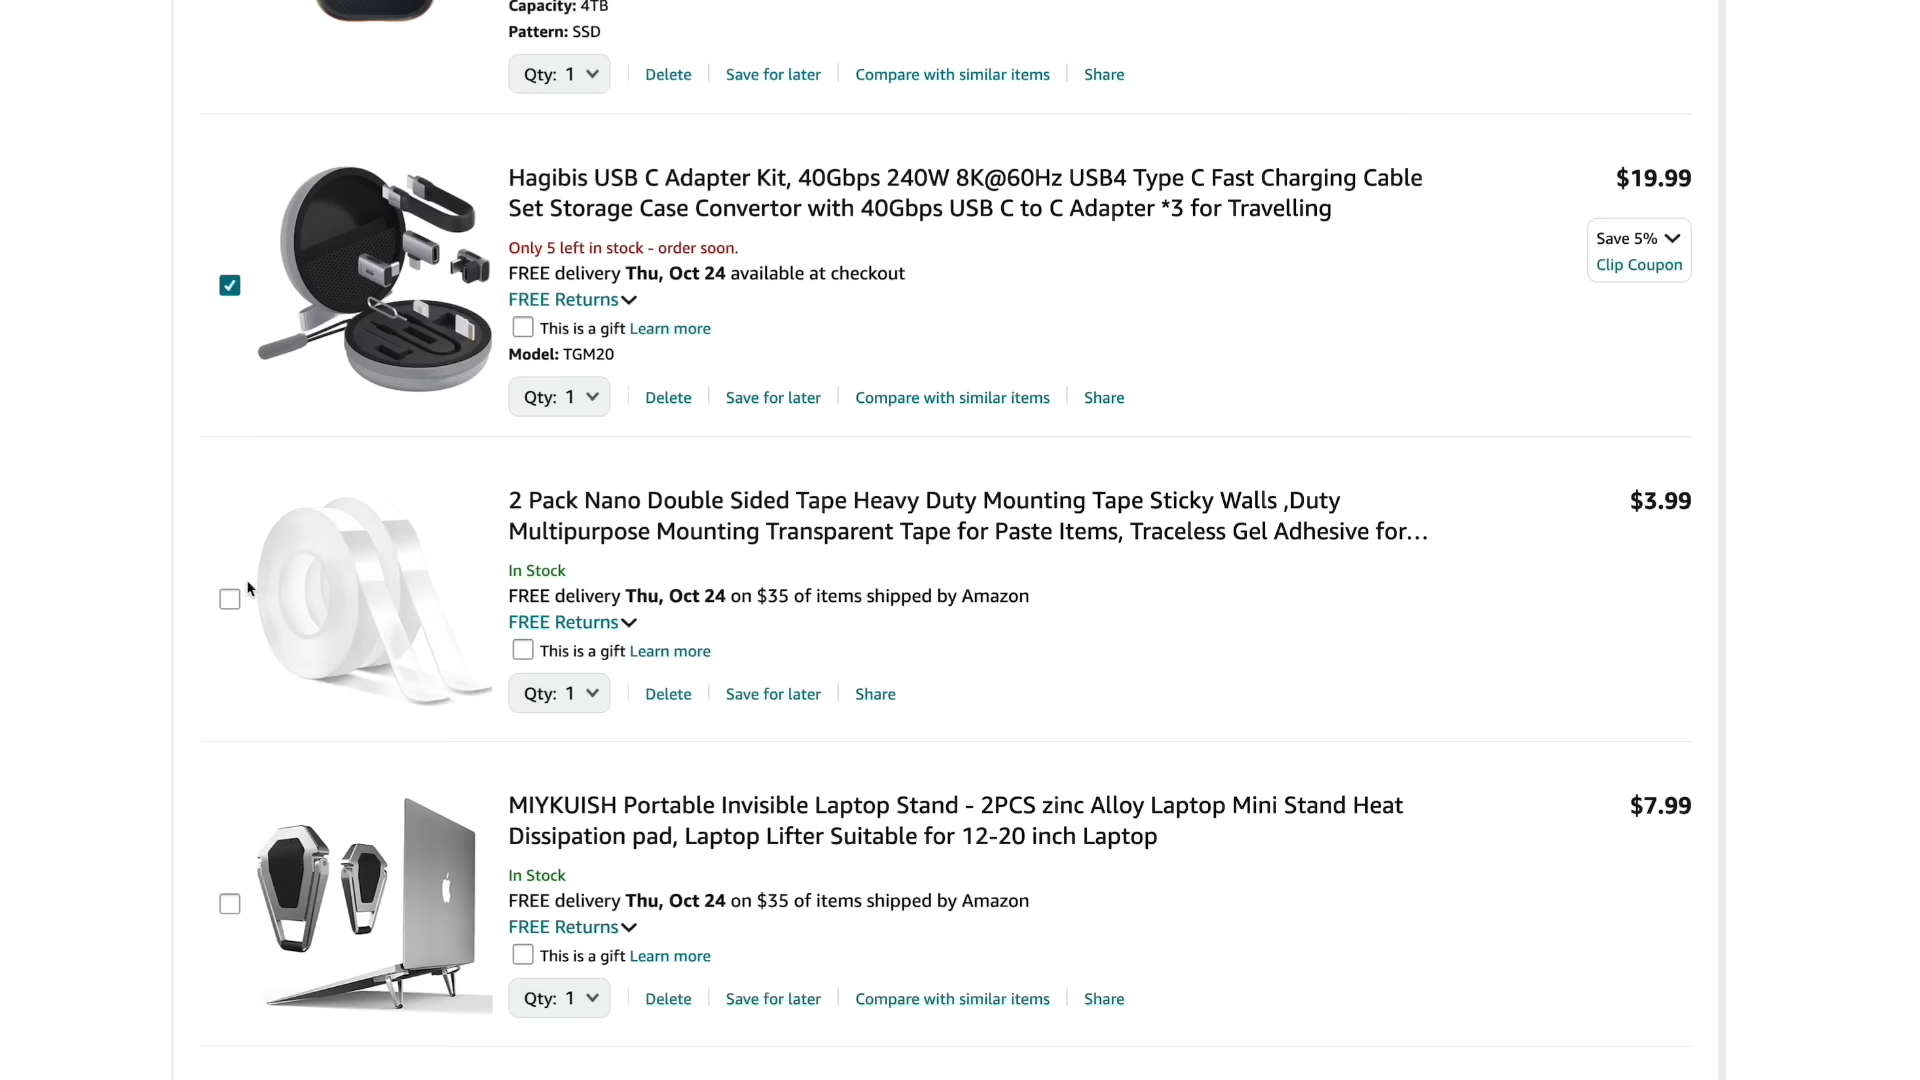 Capacity: 4TB
Pattern: SSD
Qty: 1
Delete
Save for later
Compare with similar items
Share
Hagibis USB C Adapter Kit, 40Gbps 240W 8K@60Hz USB4 Type C Fast Charging Cable
Set Storage Case Convertor with 40Gbps USB C to C Adapter *3 for Travelling
$19.99
Save 5%
Clip Coupon
Only 5 left in stock - order soon.
FREE delivery Thu, Oct 24 available at checkout
FREE Returns
This is a gift Learn more
Model: TGM20
Qty: 1
Delete
Save for later
Compare with similar items
Share
2 Pack Nano Double Sided Tape Heavy Duty Mounting Tape Sticky Walls ,Duty
Multipurpose Mounting Transparent Tape for Paste Items, Traceless Gel Adhesive for…
$3.99
In Stock
FREE delivery Thu, Oct 24 on $35 of items shipped by Amazon
FREE Returns
This is a gift Learn more
Qty: 1
Delete
Save for later
Share
MIYKUISH Portable Invisible Laptop Stand - 2PCS zinc Alloy Laptop Mini Stand Heat
Dissipation pad, Laptop Lifter Suitable for 12-20 inch Laptop
$7.99
In Stock
FREE delivery Thu, Oct 24 on $35 of items shipped by Amazon
FREE Returns
This is a gift Learn more
Qty: 1
Delete
Save for later
Compare with similar items
Share